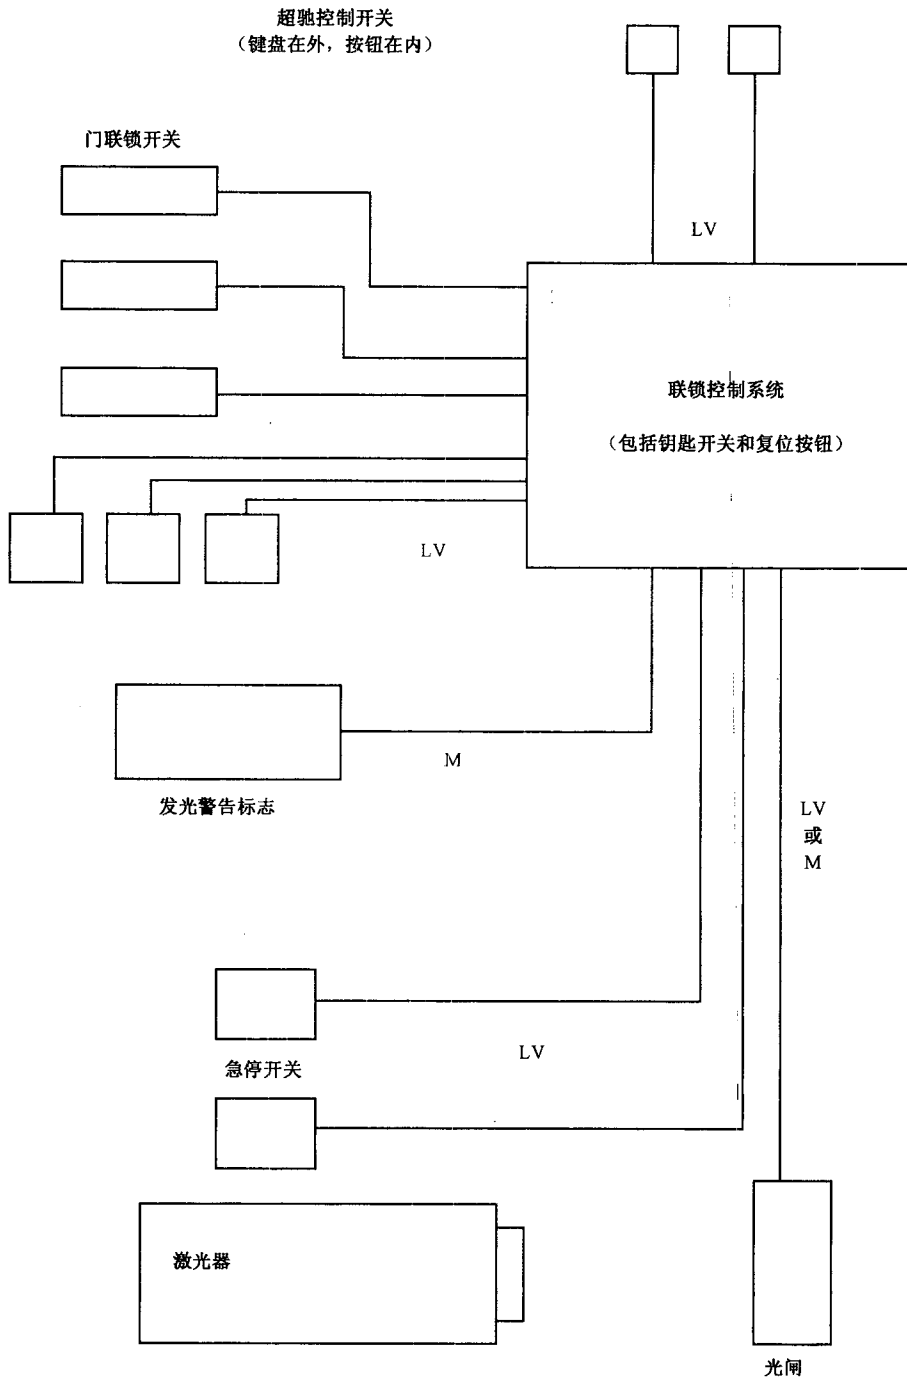 超驰控制开关
（键盘在外，按钮在内）
门联锁开关
LV
联锁控制系统
（包括钥匙开关和复位按钮）
LV
M
发光警告标志
LV
或
M
LV
急停开关
激光器
光闸